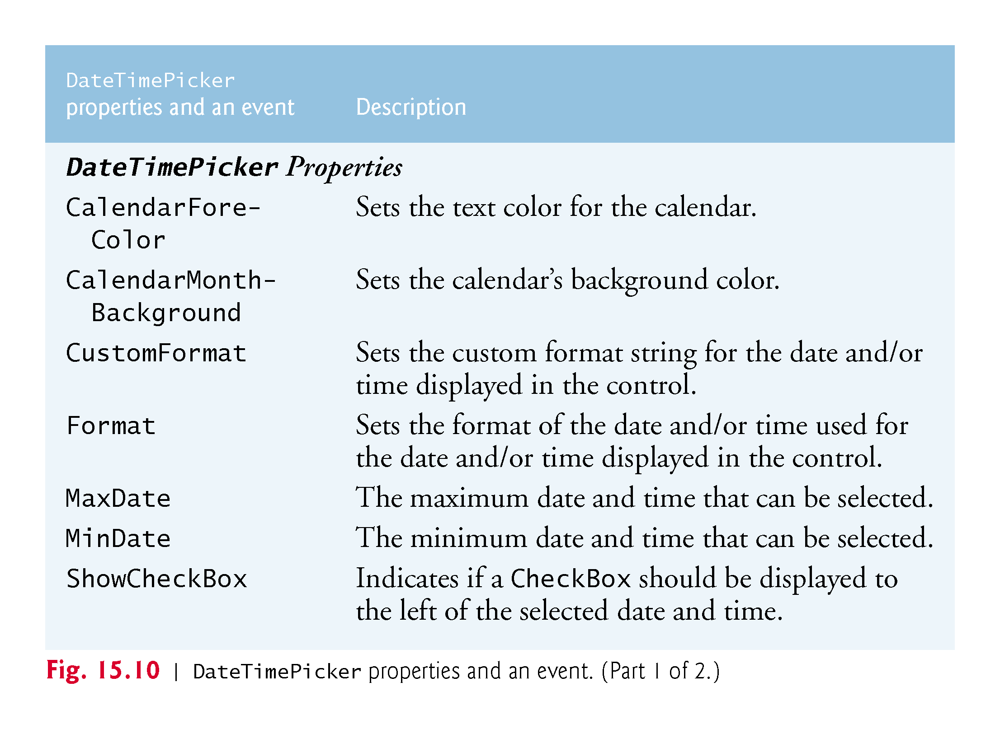 DateTimePicker
properties and an event Description
DateTimePicker Properties
CalendarFore- Sets the text color for the calendar.
Color
CalendarMonth- Sets the calendar’s background color.
Background
CustomFormat Sets the custom format string for the date and/or
time displayed in the control.
Format Sets the format of the date and/or time used for
the date and/or time displayed in the control.
MaxDate The maximum date and time that can be selected.
MinDate The minimum date and time that can be selected.
ShowCheckBox Indicates if a CheckBox should be displayed to
the left of the selected date and time.
Fig. 15.10 | DateTimePicker properties and an event. (Part 1 of 2.)